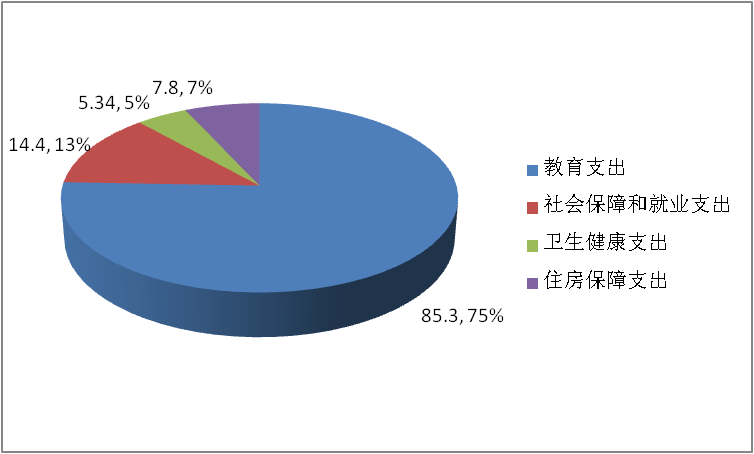 7.8, 7%
5.34, 5%
14.4, 13%
85.3, 75%
教育支出
社会保障和就业支出
卫生健康支出
住房保障支出